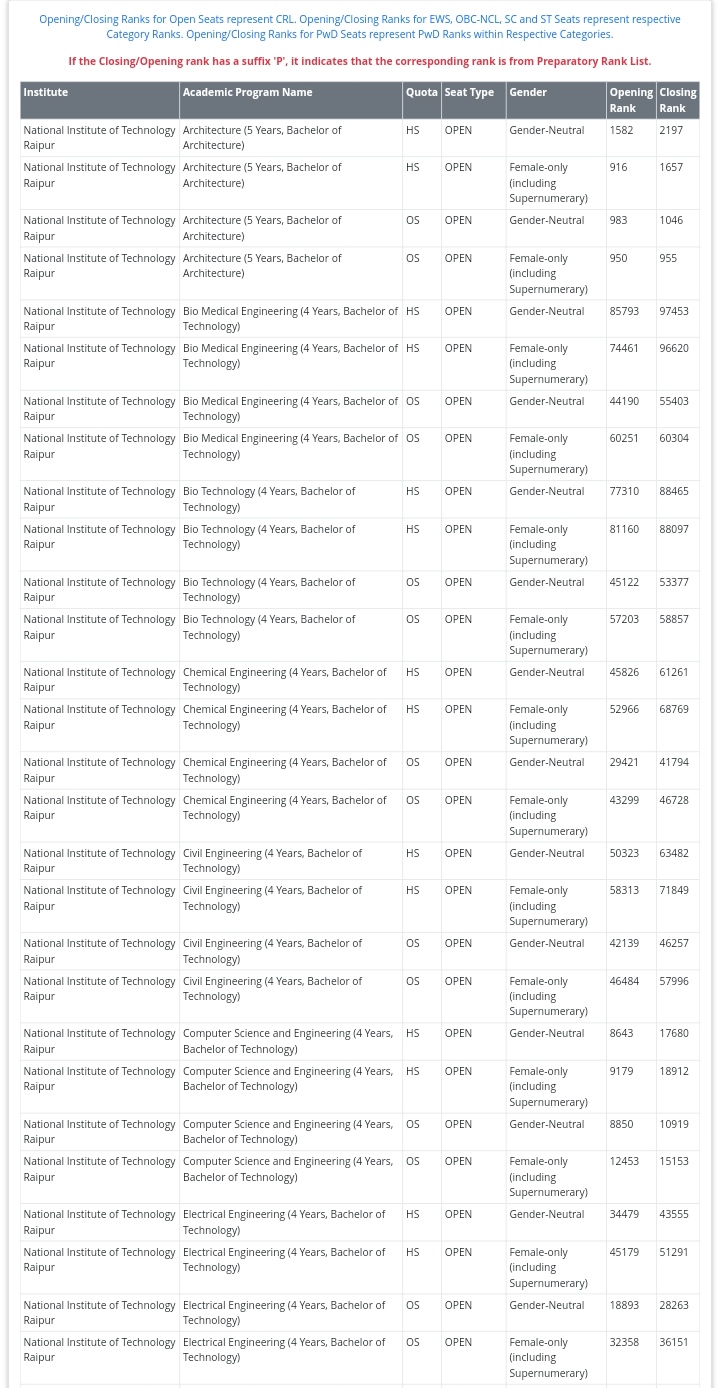 Opening/Closing Ranks for Open Seats represent CRL. Opening/Closing Ranks for EWS, OBC-NCL, SC and ST Seats represent respective
Category Ranks. Opening/Closing Ranks for PwD Seats represent PwD Ranks within Respective Categories.
If the Closing/Opening rank has a suffix 'P', it indicates that the corresponding rank is from Preparatory Rank List.
Institute Academic Program Name Quota Seat Type Gender Opening Closing
Rank Rank
National Institute of Technology Architecture (5 Years, Bachelor of HS OPEN Gender-Neutral 1582 2197
Raipur Architecture)
National Institute of Technology Architecture (5 Years, Bachelor of HS OPEN Female-only 916 1657
Raipur Architecture) (including
Supernumerary)
National Institute of Technology Architecture (5 Years, Bachelor of OS OPEN Gender-Neutral 983 1046
Raipur Architecture)
National Institute of Technology Architecture (5 Years, Bachelor of OS OPEN Female-only 950 955
Raipur Architecture) (including
Supernumerary)
National Institute of Technology Bio Medical Engineering (4 Years, Bachelor of HS OPEN Gender-Neutral 85793 97453
Raipur Technology)
National Institute of Technology Bio Medical Engineering (4 Years, Bachelor of HS OPEN Female-only 74461 96620
Raipur Technology) (including
Supernumerary)
National Institute of Technology Bio Medical Engineering (4 Years, Bachelor of OS OPEN Gender-Neutral 44190 55403
Raipur Technology)
National Institute of Technology Bio Medical Engineering (4 Years, Bachelor of OS OPEN Female-only 60251 60304
Raipur Technology) (including
Supernumerary)
National Institute of Technology Bio Technology (4 Years, Bachelor of HS OPEN Gender-Neutral 77310 88465
Raipur Technology)
National Institute of Technology Bio Technology (4 Years, Bachelor of HS OPEN Female-only 81160 88097
Raipur Technology) (including
Supernumerary)
National Institute of Technology Bio Technology (4 Years, Bachelor of OS OPEN Gender-Neutral 45122 53377
Raipur Technology)
National Institute of Technology Bio Technology (4 Years, Bachelor of OS OPEN Female-only 57203 58857
Raipur Technology) (including
Supernumerary)
National Institute of Technology Chemical Engineering (4 Years, Bachelor of HS OPEN Gender-Neutral 45826 61261
Raipur Technology)
National Institute of Technology Chemical Engineering (4 Years, Bachelor of HS OPEN Female-only 52966 68769
Raipur Technology) (including
Supernumerary)
National Institute of Technology Chemical Engineering (4 Years, Bachelor of OS OPEN Gender-Neutral 29421 41794
Raipur Technology)
National Institute of Technology Chemical Engineering (4 Years, Bachelor of OS OPEN Female-only 43299 46728
Raipur Technology) (including
Supernumerary)
National Institute of Technology Civil Engineering (4 Years, Bachelor of HS OPEN Gender-Neutral 50323 63482
Raipur Technology)
National Institute of Technology Civil Engineering (4 Years, Bachelor of HS OPEN Female-only 58313 71849
Raipur Technology) (including
Supernumerary)
National Institute of Technology Civil Engineering (4 Years, Bachelor of OS OPEN Gender-Neutral 42139 46257
Raipur Technology)
National Institute of Technology Civil Engineering (4 Years, Bachelor of OS OPEN Female-only 46484 57996
Raipur Technology) (including
Supernumerary)
National Institute of Technology Computer Science and Engineering (4 Years, HS OPEN Gender-Neutral 8643 17680
Raipur Bachelor of Technology)
National Institute of Technology Computer Science and Engineering (4 Years, HS OPEN Female-only 9179 18912
Raipur Bachelor of Technology) (including
Supernumerary)
National Institute of Technology Computer Science and Engineering (4 Years, OS OPEN Gender-Neutral 8850 10919
Raipur Bachelor of Technology)
National Institute of Technology Computer Science and Engineering (4 Years, OS OPEN Female-only 12453 15153
Raipur Bachelor of Technology) (including
Supernumerary)
National Institute of Technology Electrical Engineering (4 Years, Bachelor of HS OPEN Gender-Neutral 34479 43555
Raipur Technology)
National Institute of Technology Electrical Engineering (4 Years, Bachelor of HS OPEN Female-only 45179 51291
Raipur Technology) (including
Supernumerary)
National Institute of Technology Electrical Engineering (4 Years, Bachelor of OS OPEN Gender-Neutral 18893 28263
Raipur Technology)
National Institute of Technology Electrical Engineering (4 Years, Bachelor of OS OPEN Female-only 32358 36151
Raipur Technology) (including
Supernumerary)